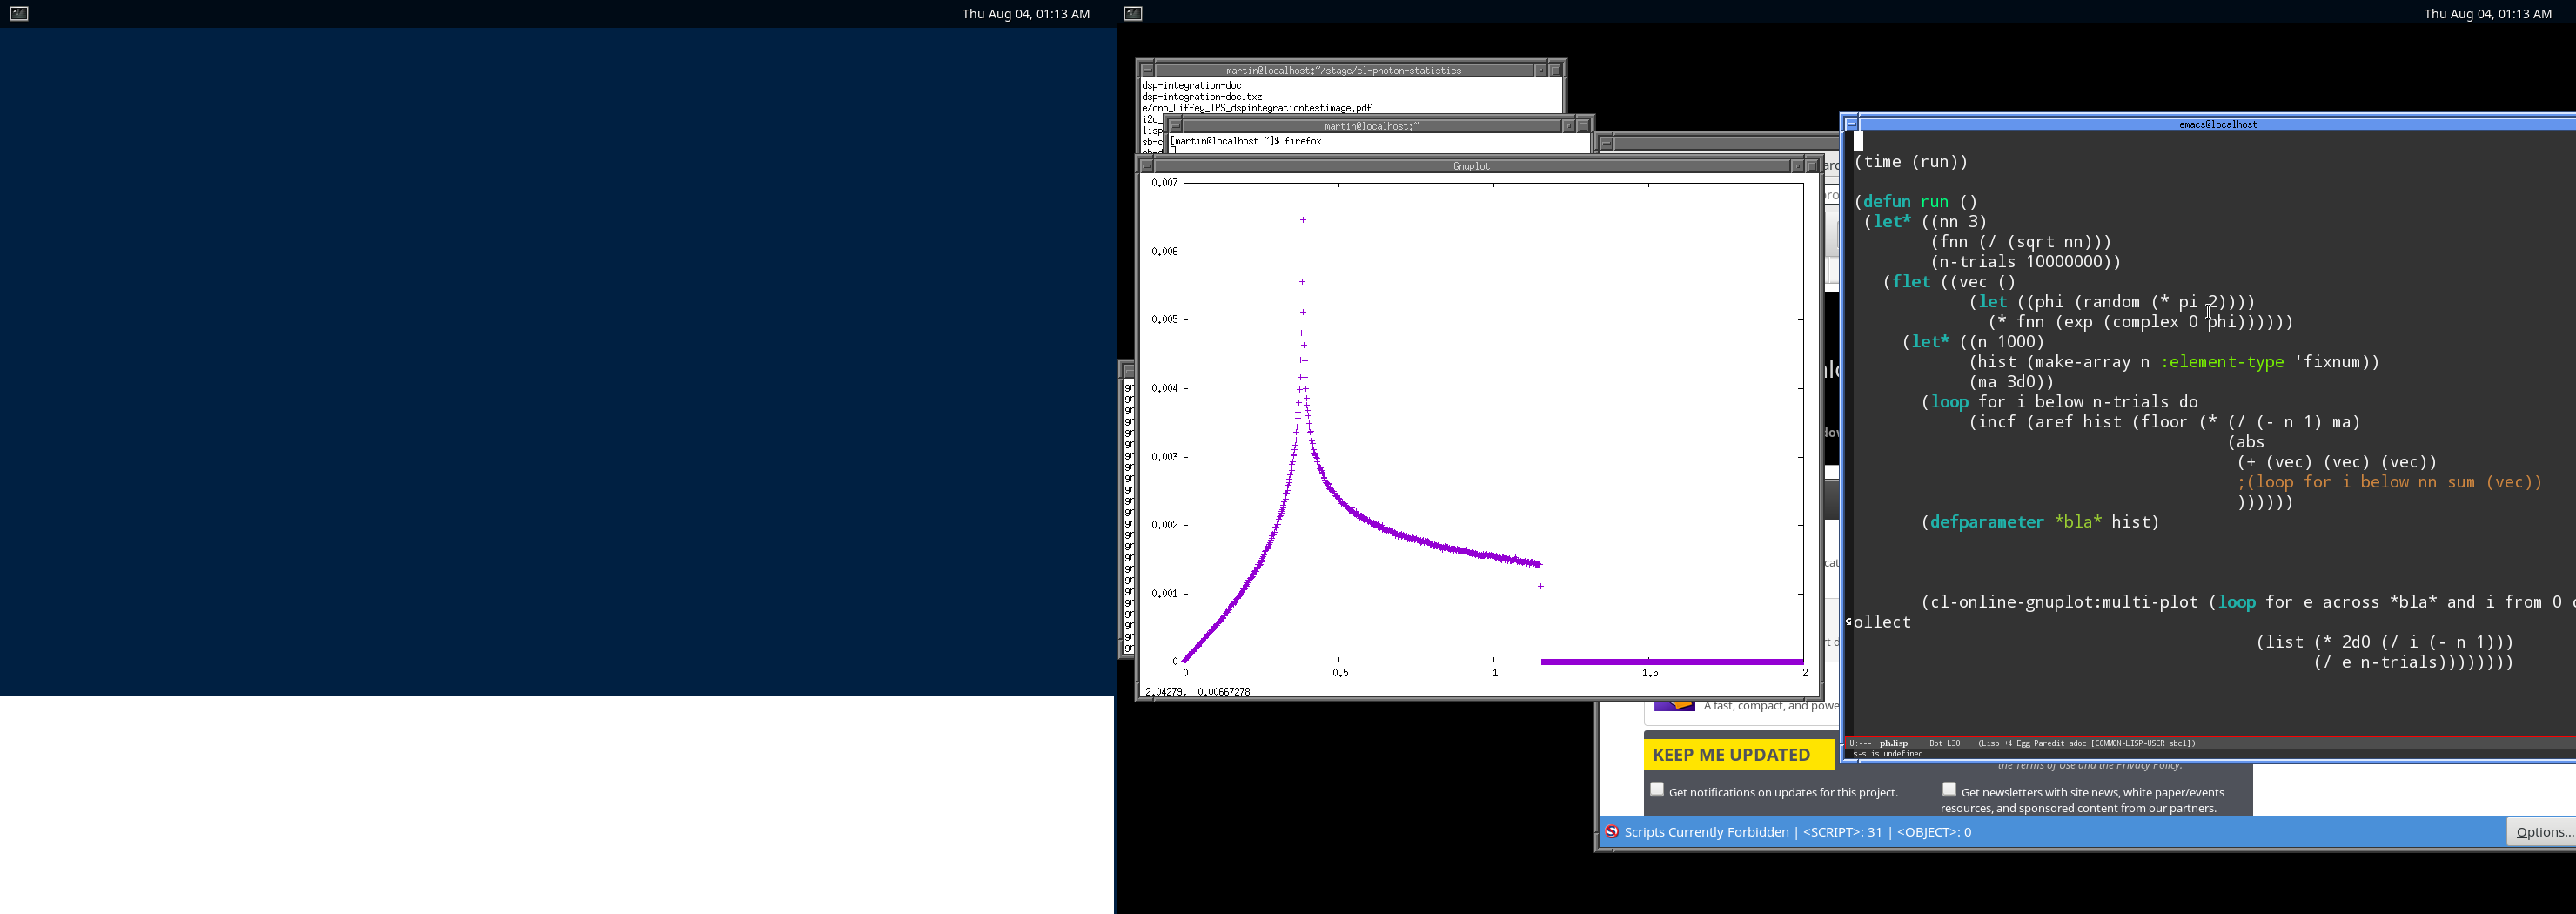 Thu Aug 04, 01:13 AM
Thu Aug 04, 01:13 AM
martin@localhost:~/stage/cl-photon-statistics
dsp-integration-doc
dsp-integration-doc.txz
eZono_Liffey_TPS_dspintegrationtestimage.pdf
i2c_
lisp
sb-c
martin@localhost:~
[martin@localhost ~]$ firefox
Gnuplot
0.007
0.006
0.005
0.004
0.003
0.002
0.001
0
0 0.5 1 1.5 2
2.04279, 0.00667278
emacs@localhost
(time (run))
(defun run ()
(let* ((nn 3)
(fnn (/ (sqrt nn)))
(n-trials 10000000))
(flet ((vec ()
(let ((phi (random (* pi 2))))
(* fnn (exp (complex 0 phi))))))
(let* ((n 1000)
(hist (make-array n :element-type 'fixnum))
(ma 3d0))
(loop for i below n-trials do
(incf (aref hist (floor (* (/ (- n 1) ma)
(abs
(+ (vec) (vec) (vec))
;(loop for i below nn sum (vec))
))))))
(defparameter *bla* hist)
(cl-online-gnuplot:multi-plot (loop for e across *bla* and i from 0 c
ollect
(list (* 2d0 (/ i (- n 1)))
(/ e n-trials))))))))
U:--- ph.lisp Bot L30 (Lisp +4 Egg Paredit adoc [COMMON-LISP-USER sbcl])
s-s is undefined
A fast, compact, and powe
KEEP ME UPDATED
the Terms of Use and the Privacy Policy.
Get notifications on updates for this project.
Get newsletters with site news, white paper/events
resources, and sponsored content from our partners.
Scripts Currently Forbidden | <SCRIPT>: 31 | <OBJECT>: 0
Options...